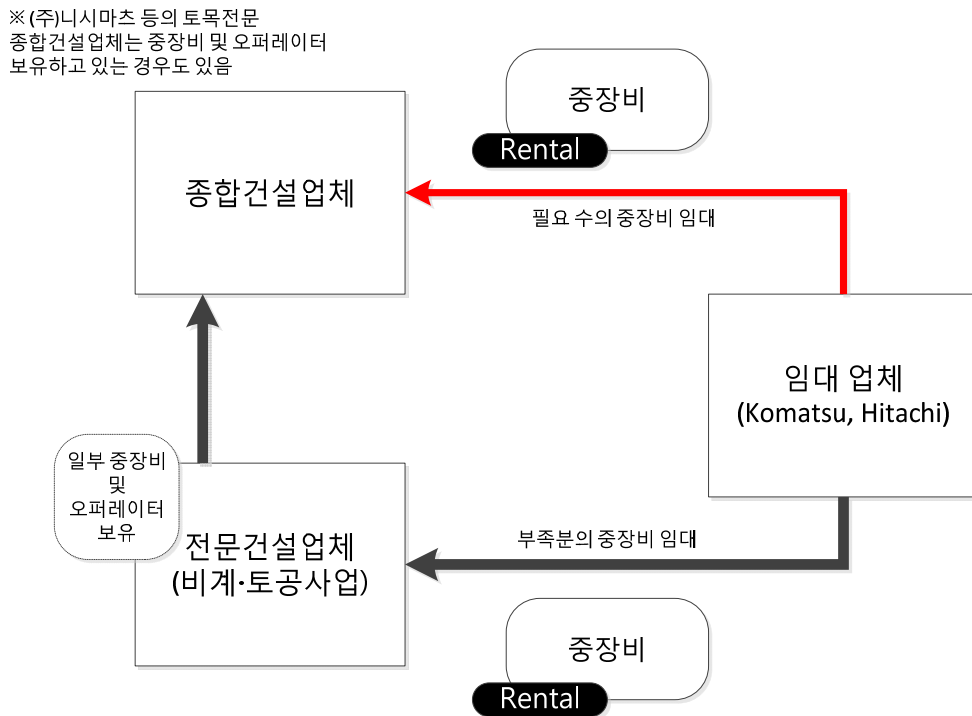 ※ (주)니시마츠 등의 토목전문
종합건설업체는 중장비 및 오퍼레이터
보유하고 있는 경우도 있음
중장비
Rental
종합건설업체
필요 수의 중장비 임대
임대 업체
(Komatsu, Hitachi)
일부 중장비
및
오퍼레이터
보유
전문건설업체
(비계·토공사업)
부족분의 중장비 임대
중장비
Rental